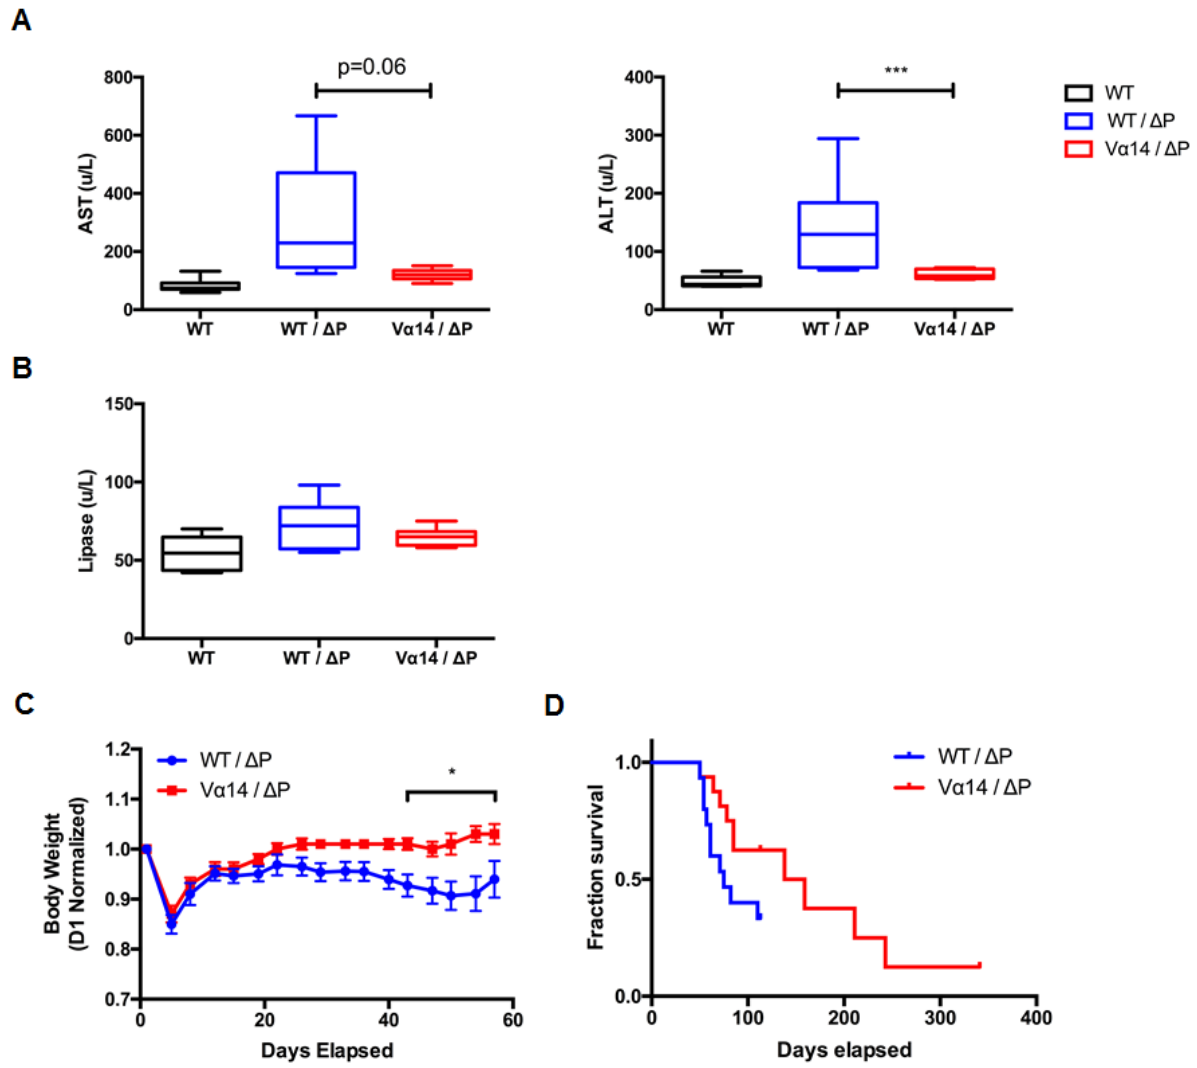 A
p=0.06
***
800
600
400
200
0
AST (u/L)
WT
WT / ΔP
Vα14 / ΔP
400
300
200
100
0
ALT (u/L)
WT
WT / ΔP
Vα14 / ΔP
WT
WT / ΔP
Vα14 / ΔP
B
150
100
50
0
Lipase (u/L)
WT
WT / ΔP
Vα14 / ΔP
C
1.2
1.1
1.0
0.9
0.8
0.7
Body Weight
(D1 Normalized)
WT / ΔP
Vα14 / ΔP
*
0
20
40
60
Days Elapsed
D
1.0
0.5
0.0
Fraction survival
WT / ΔP
Vα14 / ΔP
0
100
200
300
400
Days elapsed